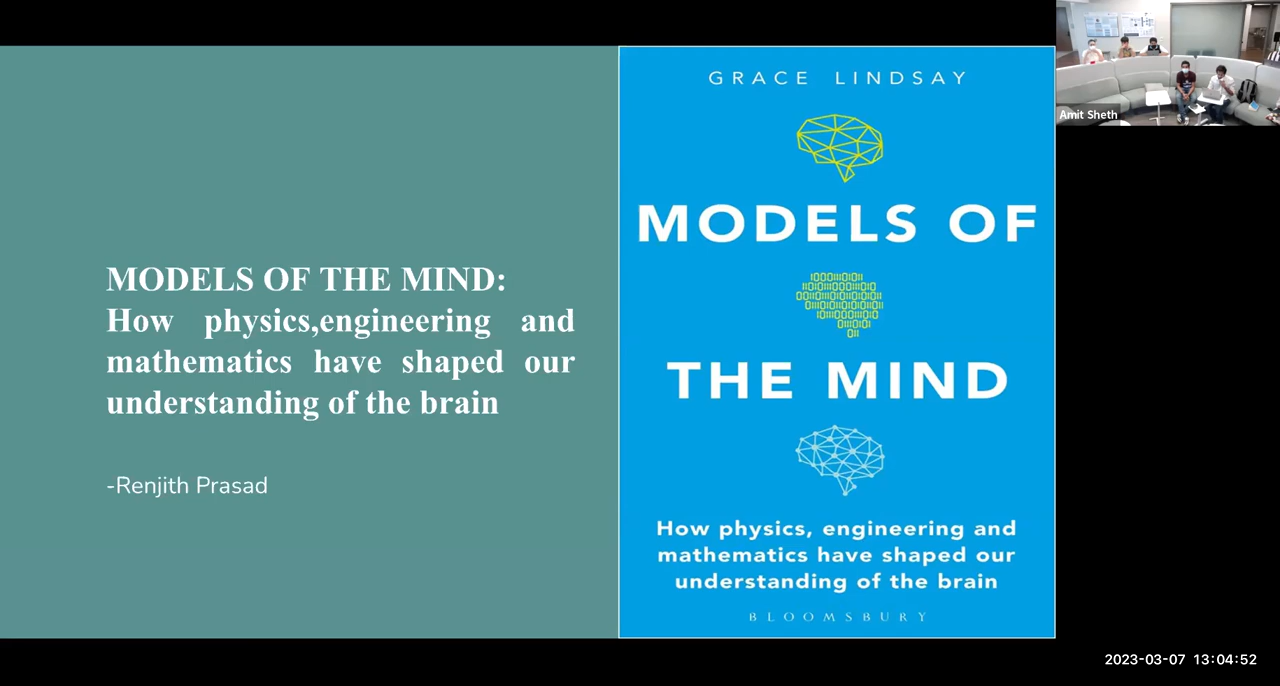 MODELS OF THE MIND:
How physics,engineering and
mathematics have shaped our
understanding of the brain
-Renjith Prasad
GRACE LINDSAY
MODELS OF
THE MIND
How physics, engineering and
mathematics have shaped our
understanding of the brain
BLOOMSBURY
Amit Sheth
2023-03-07 13:04:52